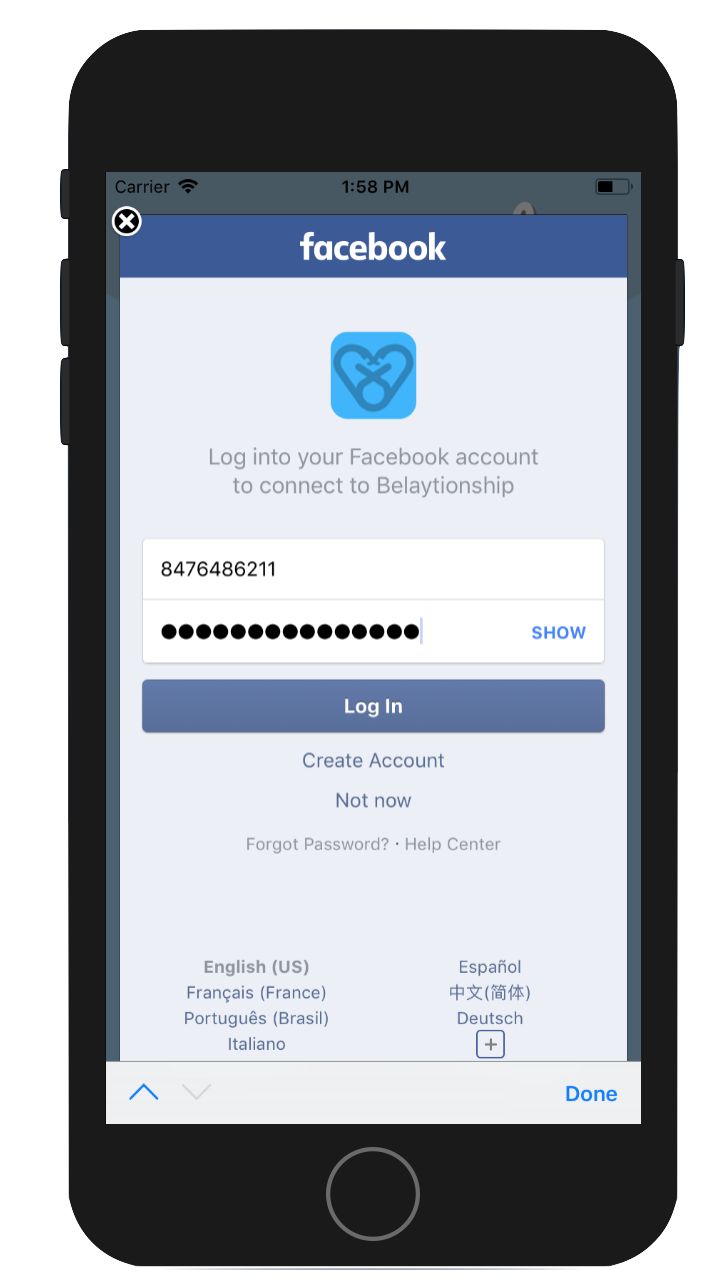 Carrier 1:58 PM
facebook
Log into your Facebook account
to connect to Belaytionship
8476486211
●●●●●●●●●●●●●●● SHOW
Log In
Create Account
Not now
Forgot Password? · Help Center
English (US) Español
Français (France) 中文(简体)
Português (Brasil) Deutsch
Italiano
Done